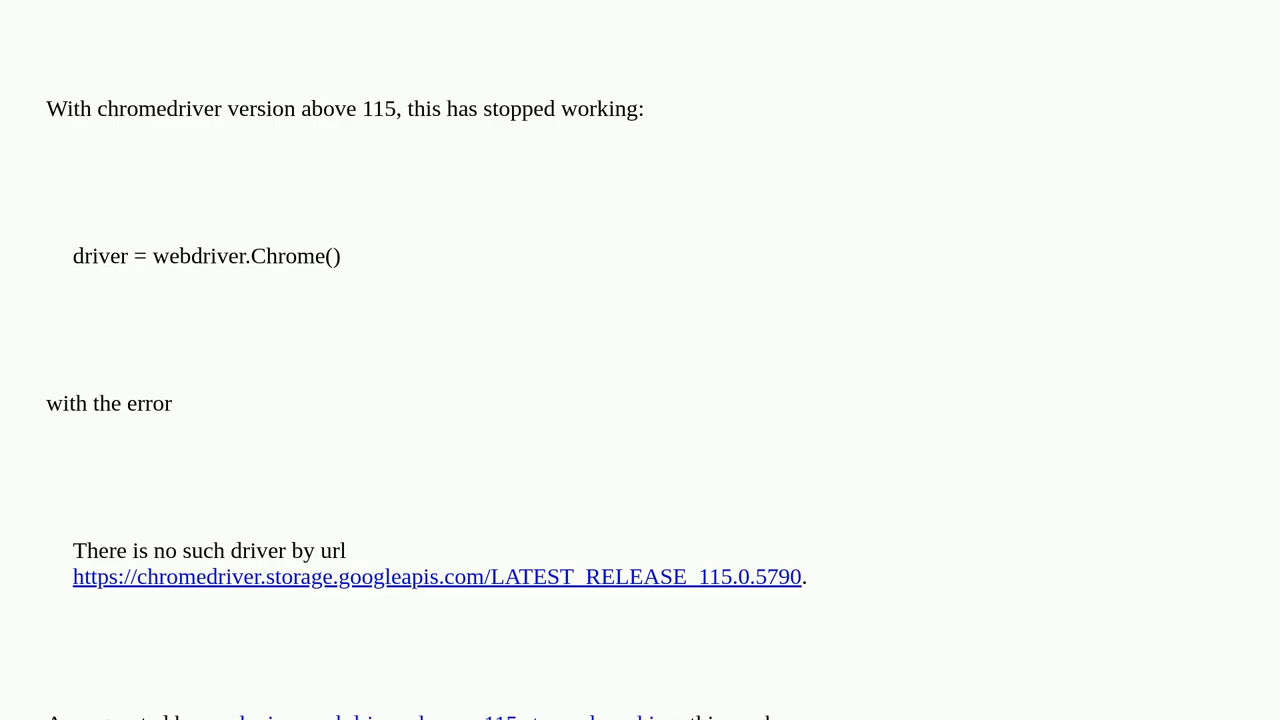 With chromedriver version above 115, this has stopped working:
driver = webdriver.Chrome()
with the error
There is no such driver by url
https://chromedriver.storage.googleapis.com/LATEST_RELEASE_115.0.5790.